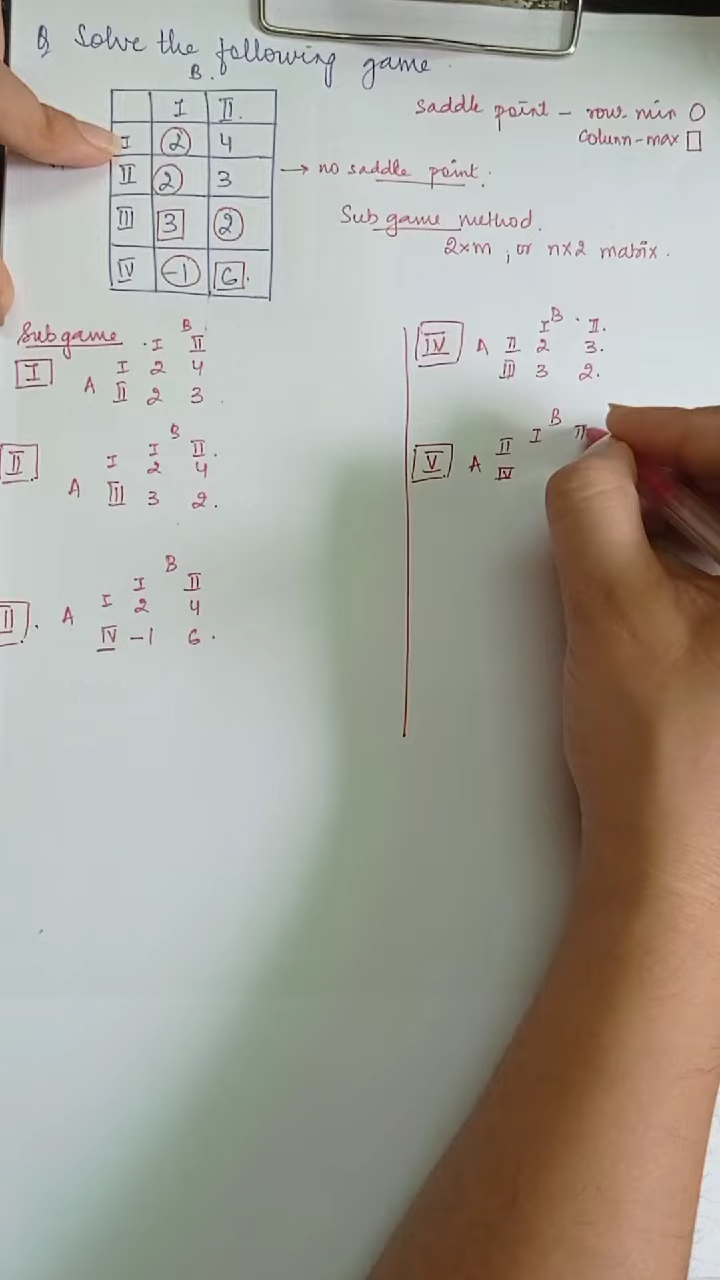 Q Solve the following game.
B.
I II.
I 2 4
II 2 3
III 3 2
IV -1 6.
saddle point - row min O
column-max □
→ no saddle point.
Sub game method.
2×m, or n×2 matrix.
Subgame
B
I II
I A I 2 4
II 2 3
B
II I II.
I 2 4
A III 3 2.
B
I II
II. A I 2 4
IV -1 6.
B
I II.
IV A II 2 3.
III 3 2.
B
I II
V A II
IV